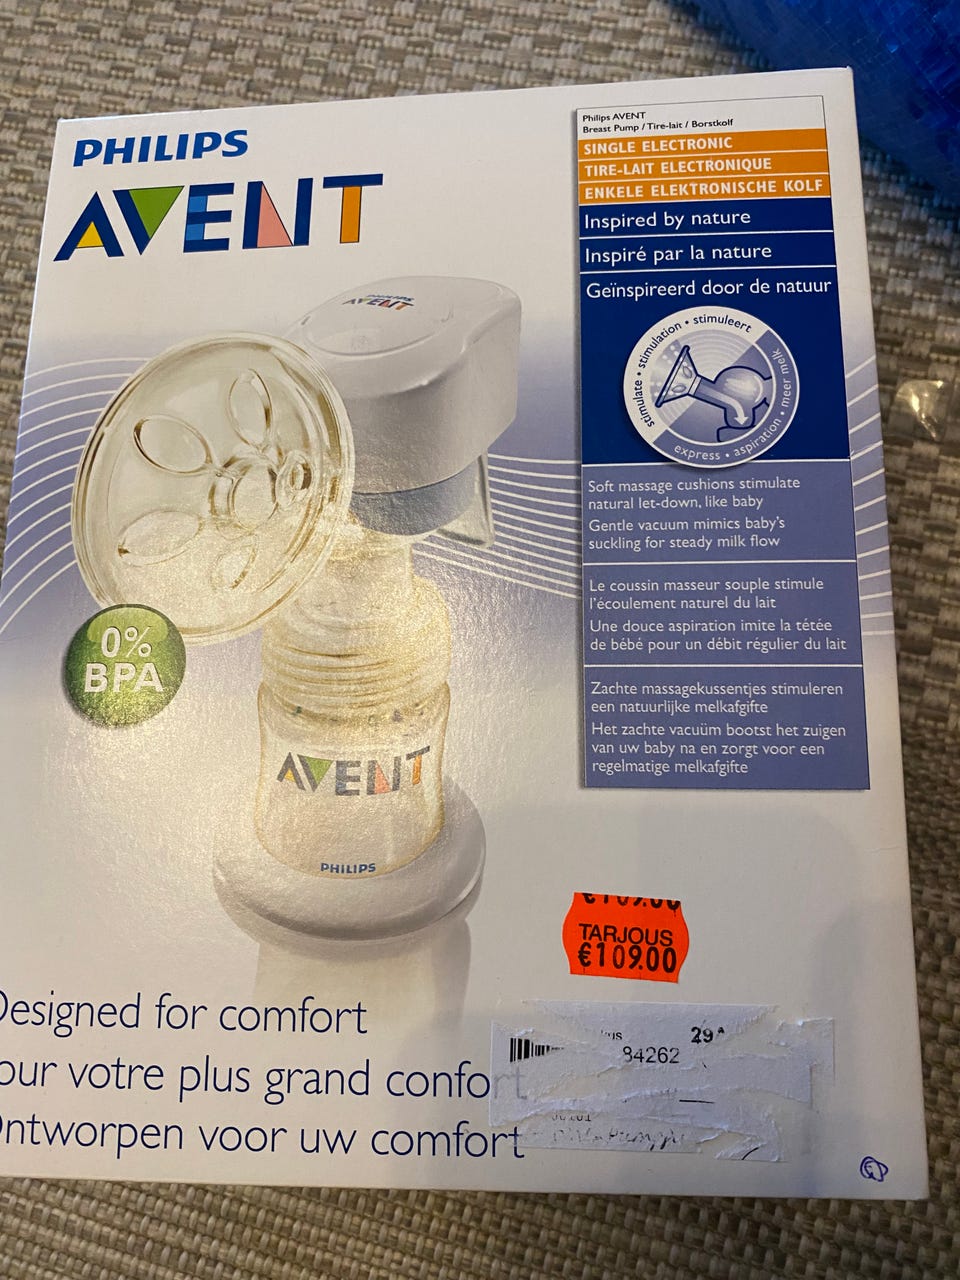 PHILIPS
AVENT
Philips AVENT
Breast Pump / Tire-lait / Borstkolf
SINGLE ELECTRONIC
TIRE-LAIT ELECTRONIQUE
ENKELE ELEKTRONISCHE KOLF
Inspired by nature
Inspiré par la nature
Geïnspireerd door de natuur
stimulate • stimulation • stimuleert
express • aspiration • meer melk
Soft massage cushions stimulate
natural let-down, like baby
Gentle vacuum mimics baby's
suckling for steady milk flow
Le coussin masseur souple stimule
l'écoulement naturel du lait
Une douce aspiration imite la tétée
de bébé pour un débit régulier du lait
Zachte massagekussentjes stimuleren
een natuurlijke melkafgifte
Het zachte vacuüm bootst het zuigen
van uw baby na en zorgt voor een
regelmatige melkafgifte
PHILIPS
AVENT
0%
BPA
AVENT
PHILIPS
€109.00
TARJOUS
€109.00
Designed for comfort
our votre plus grand confort
Ontworpen voor uw comfort
29
84262